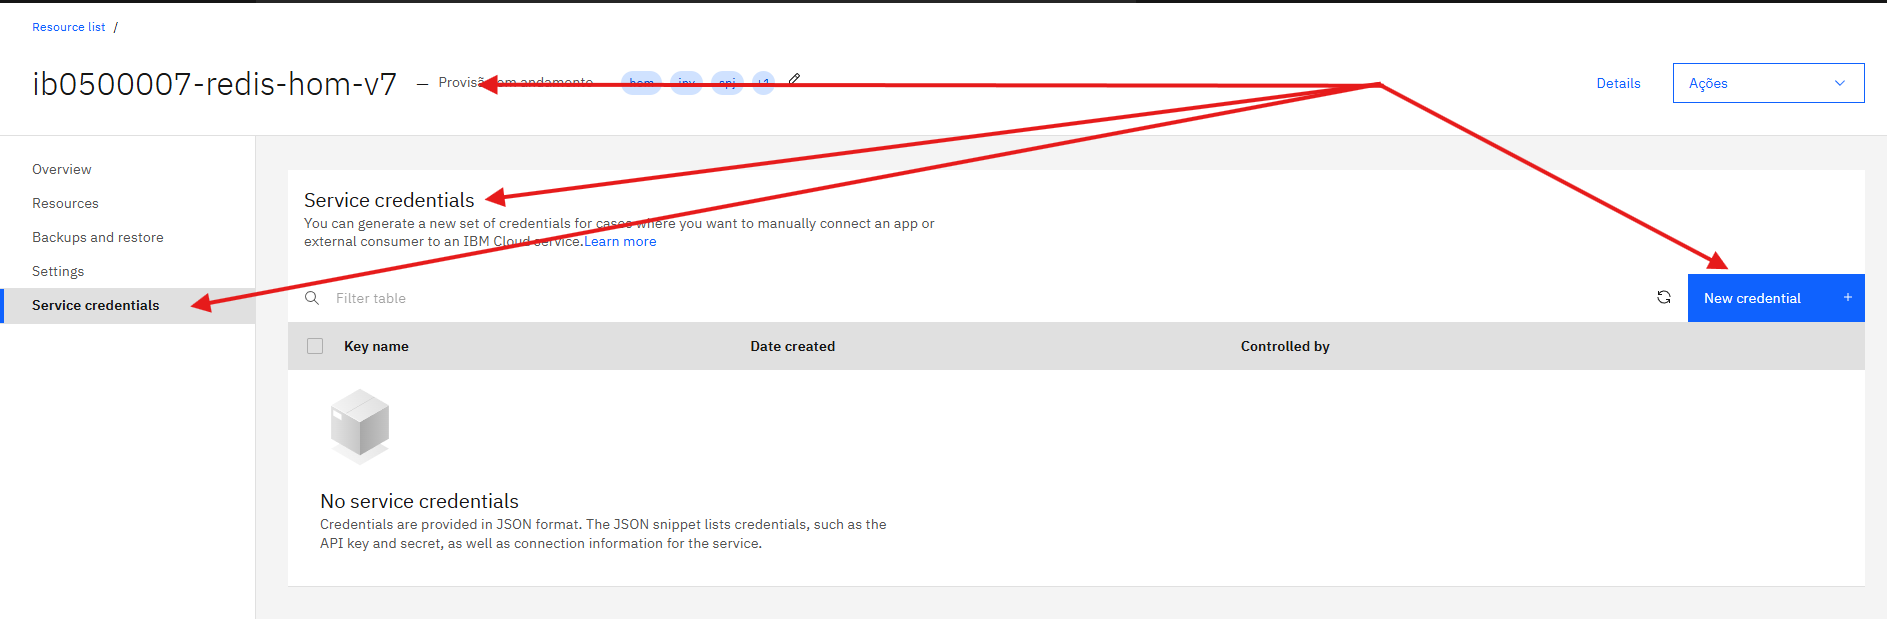 Resource list /
ib0500007-redis-hom-v7 — Provisão em andamento hom inv spj +1
Details
Ações
Overview
Resources
Backups and restore
Settings
Service credentials
Service credentials
You can generate a new set of credentials for cases where you want to manually connect an app or
external consumer to an IBM Cloud service.Learn more
Filter table
New credential +
Key name Date created Controlled by
No service credentials
Credentials are provided in JSON format. The JSON snippet lists credentials, such as the
API key and secret, as well as connection information for the service.